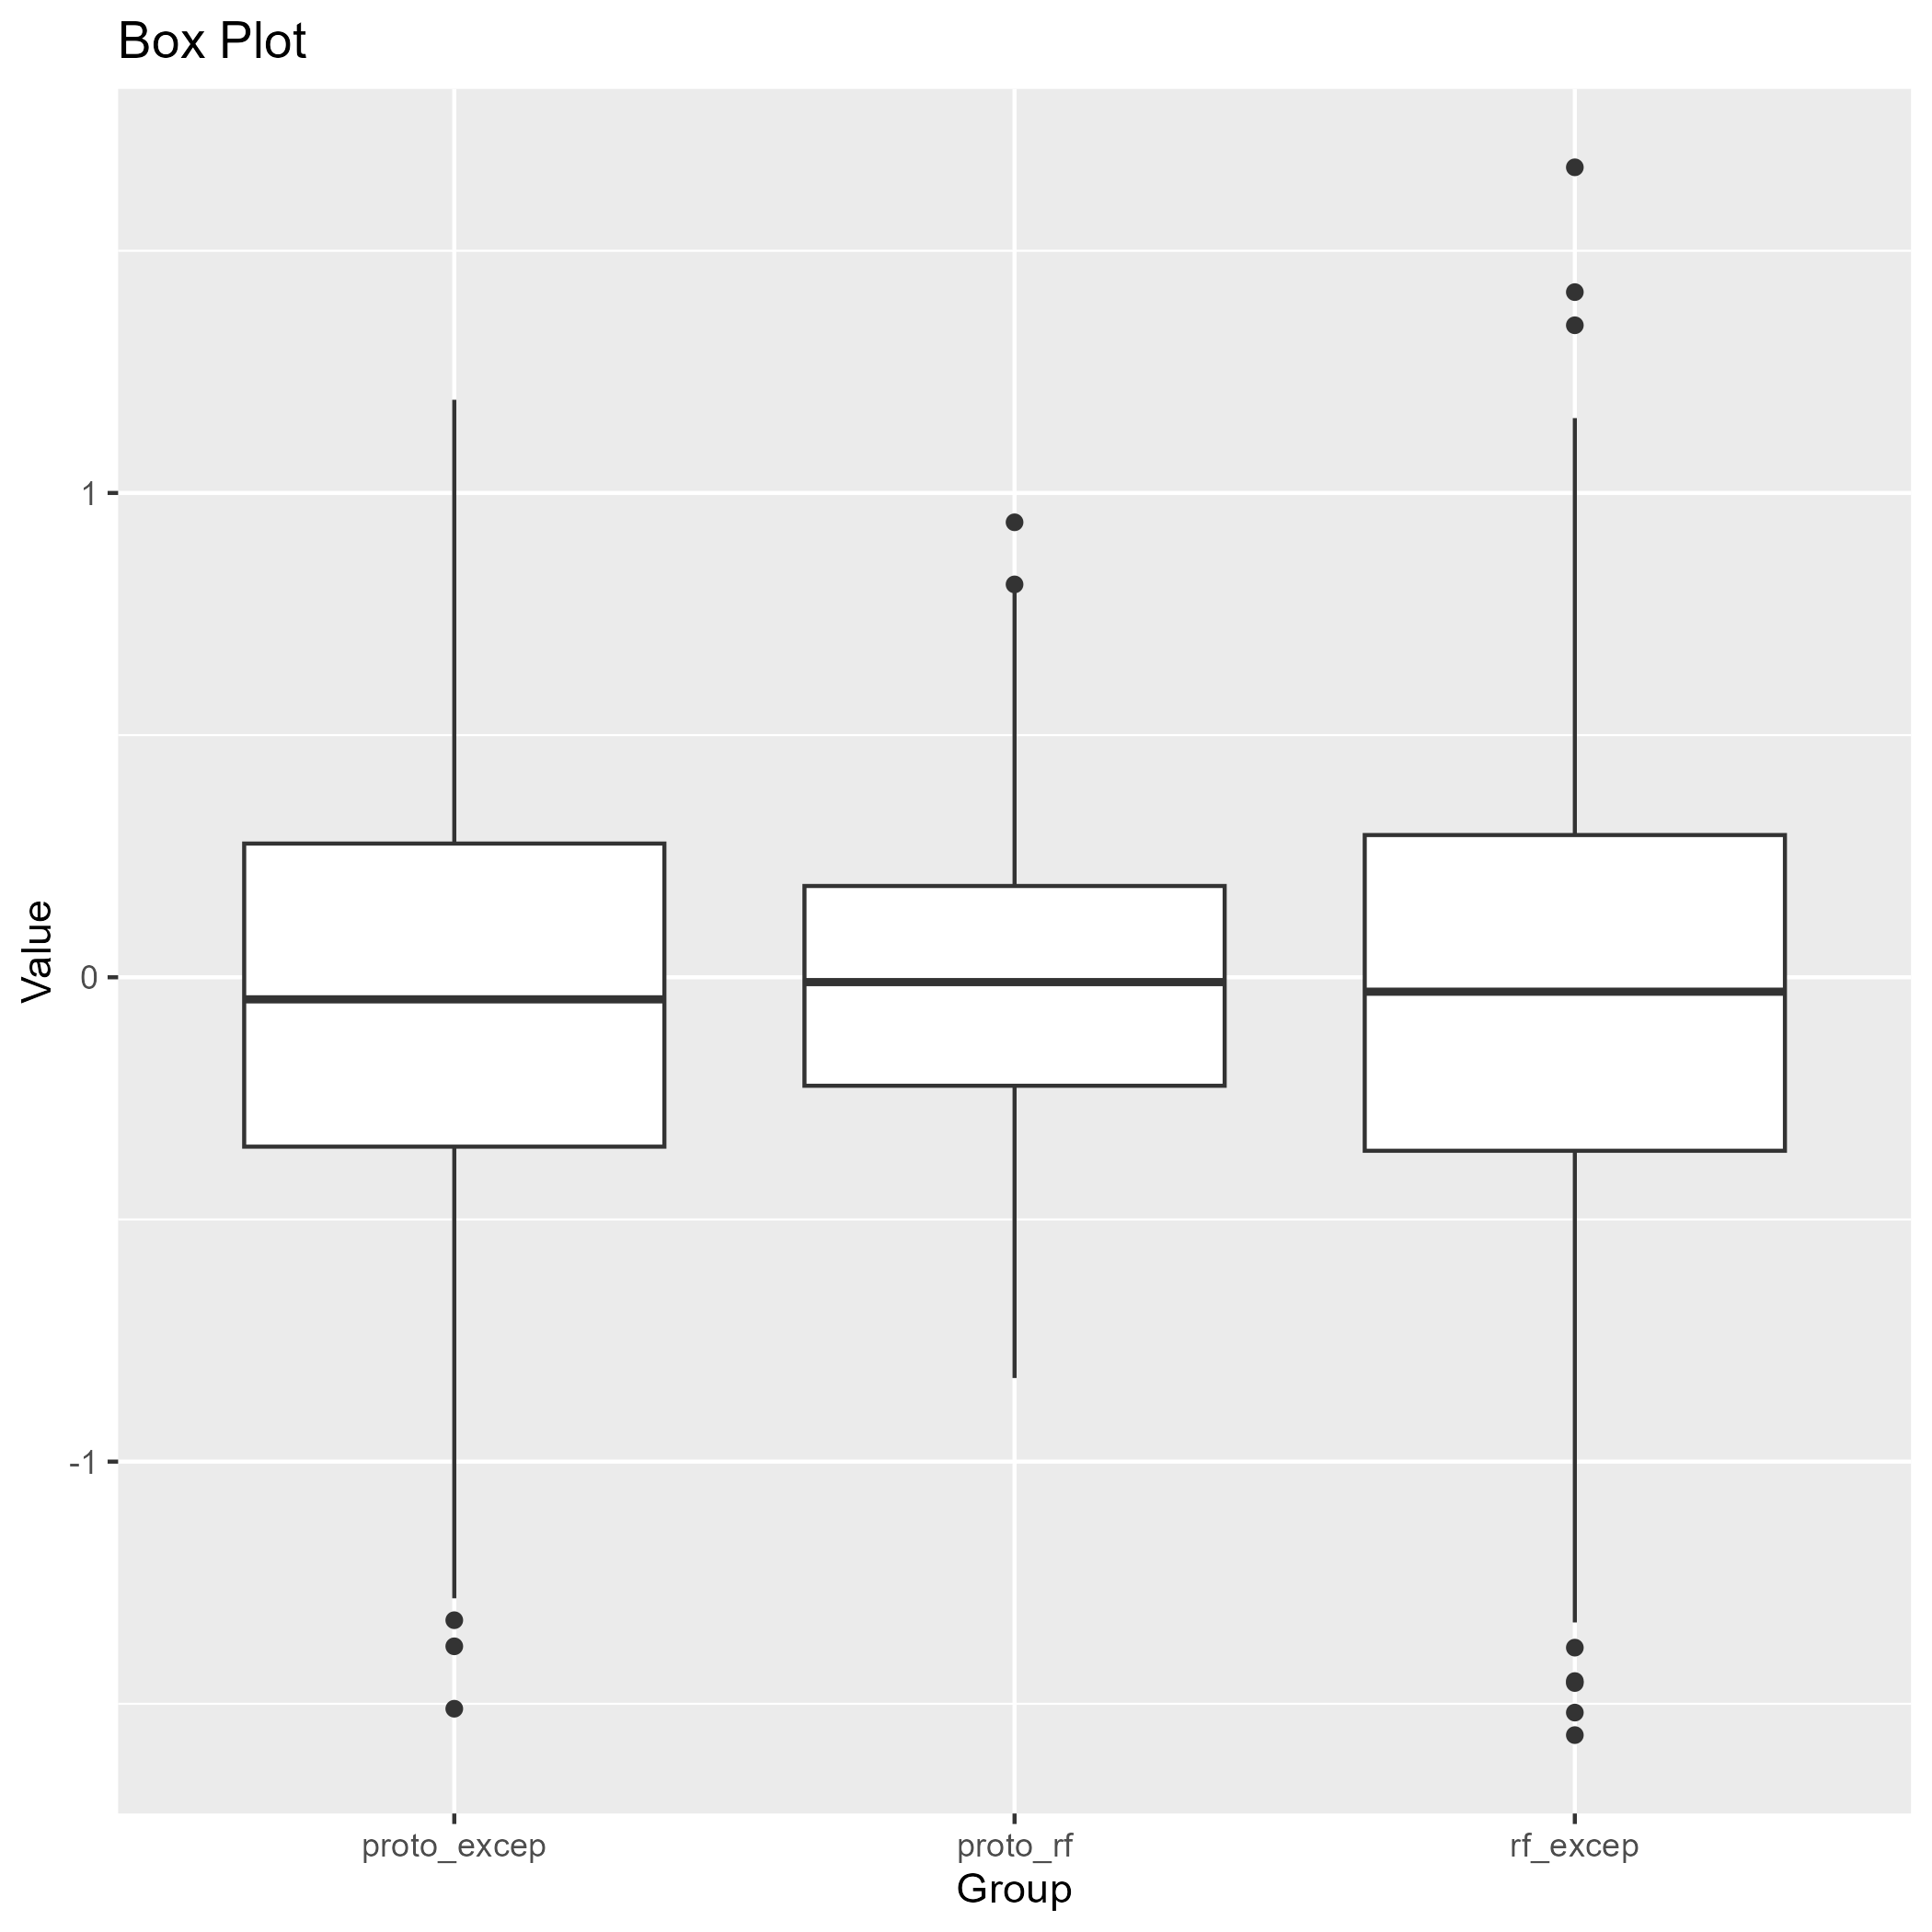 Box Plot
Value
1
0
-1
proto_excep
proto_rf
rf_excep
Group